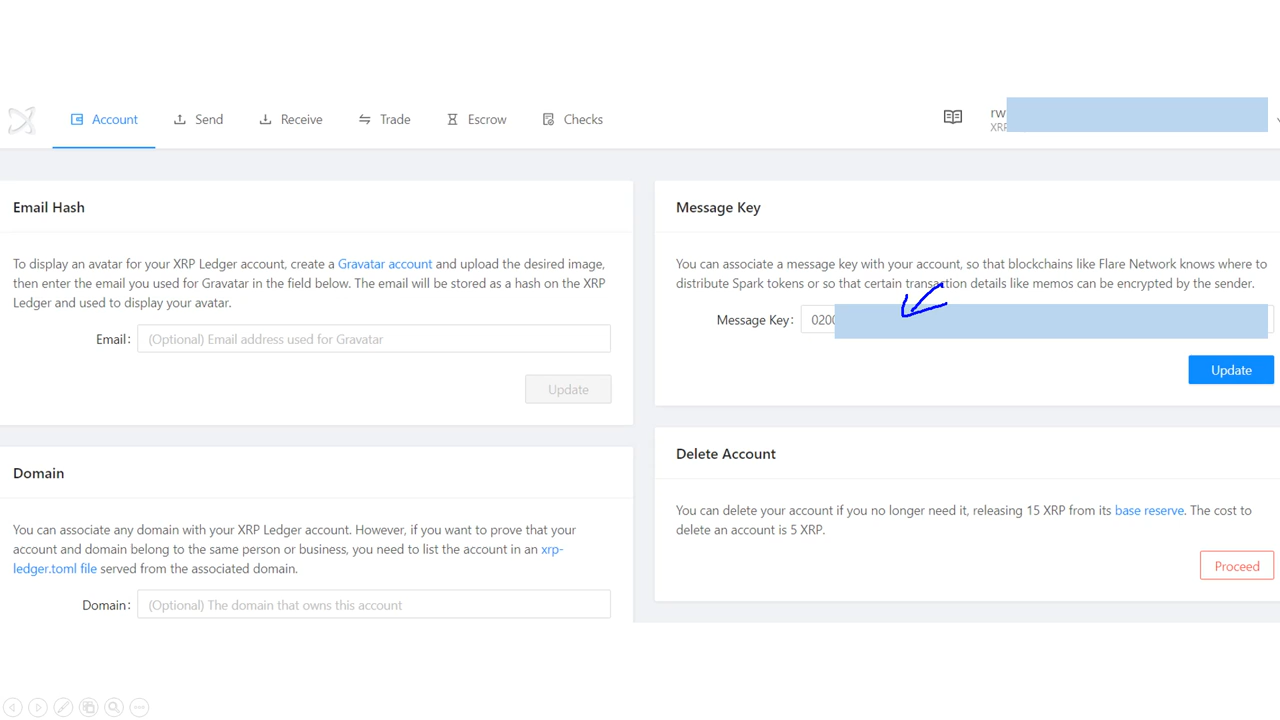 Account
Send
Receive
Trade
Escrow
Checks
rw
XRP
Email Hash
To display an avatar for your XRP Ledger account, create a Gravatar account and upload the desired image,
then enter the email you used for Gravatar in the field below. The email will be stored as a hash on the XRP
Ledger and used to display your avatar.
Email:
(Optional) Email address used for Gravatar
Update
Domain
You can associate any domain with your XRP Ledger account. However, if you want to prove that your
account and domain belong to the same person or business, you need to list the account in an xrp-
ledger.toml file served from the associated domain.
Domain:
(Optional) The domain that owns this account
Message Key
You can associate a message key with your account, so that blockchains like Flare Network knows where to
distribute Spark tokens or so that certain transaction details like memos can be encrypted by the sender.
Message Key:
0200
Update
Delete Account
You can delete your account if you no longer need it, releasing 15 XRP from its base reserve. The cost to
delete an account is 5 XRP.
Proceed